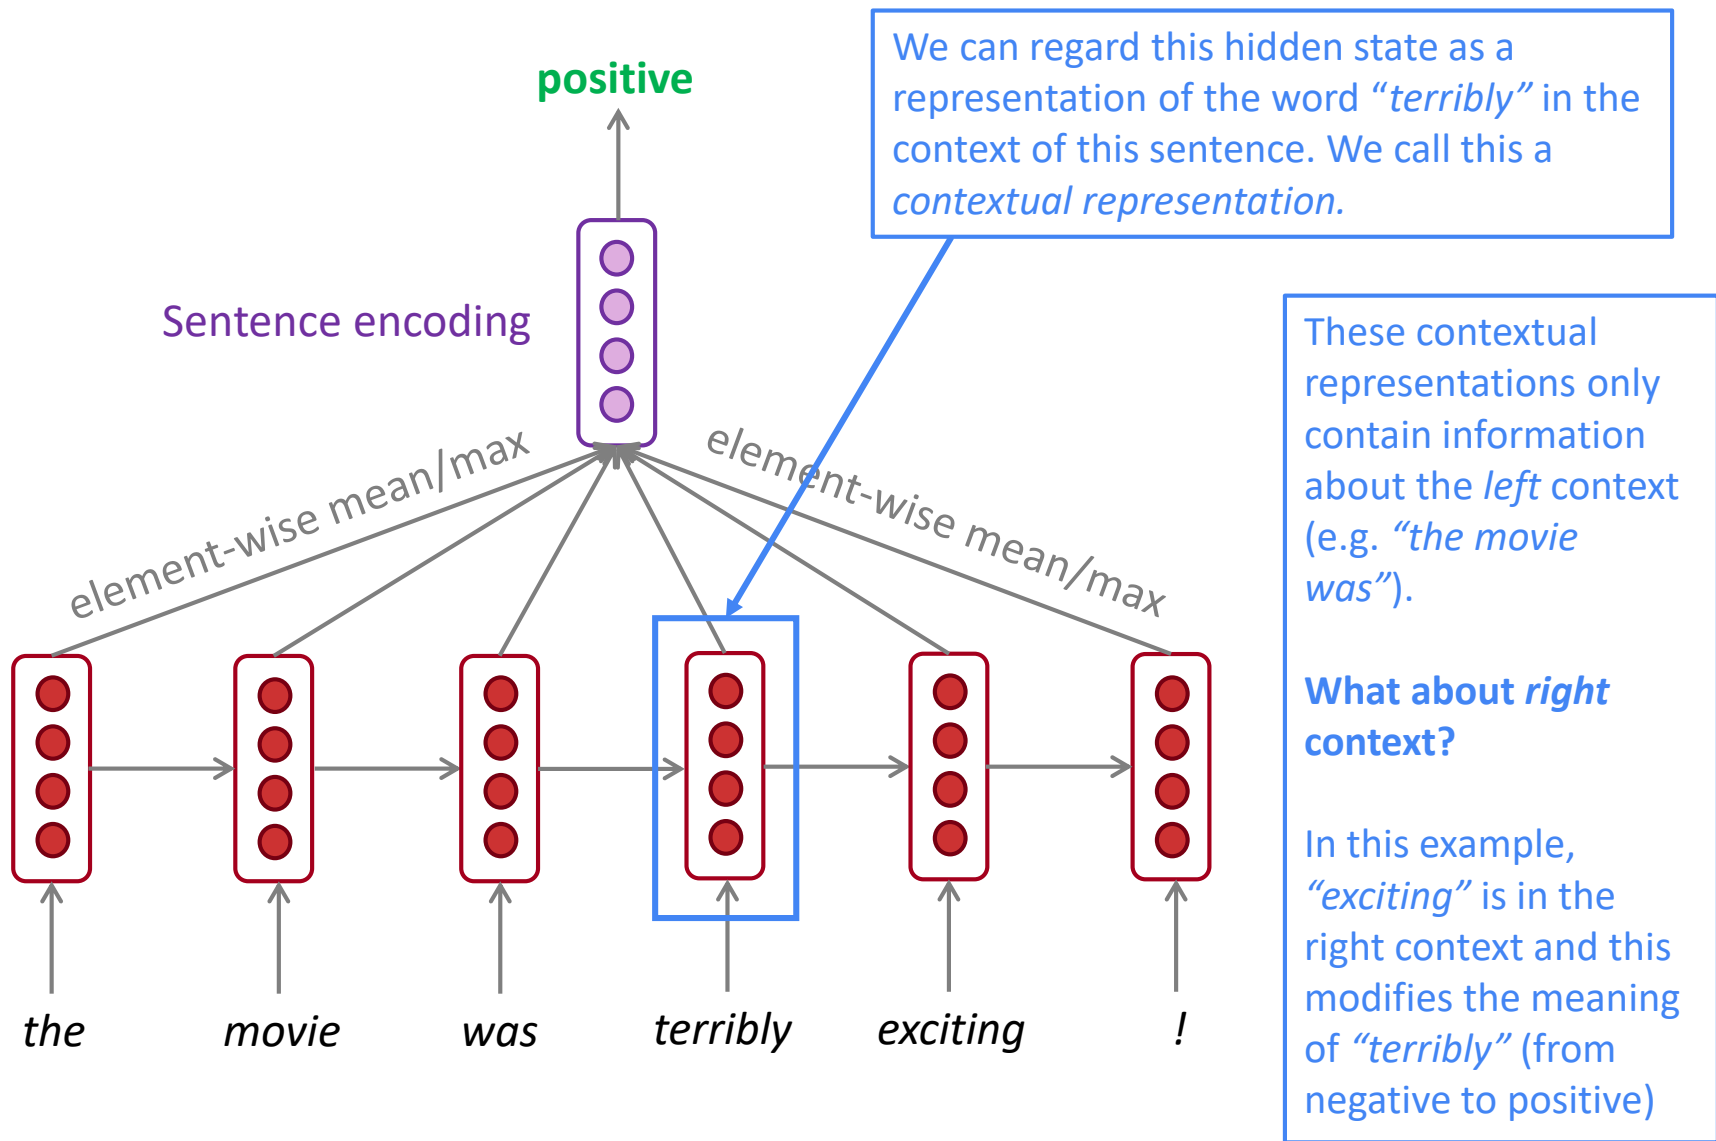 We can regard this hidden state as a
representation of the word “terribly” in the
context of this sentence. We call this a
contextual representation.
positive
Sentence encoding
element-wise mean/max
element-wise mean/max
These contextual
representations only
contain information
about the left context
(e.g. “the movie
was”).
What about right
context?
In this example,
“exciting” is in the
right context and this
modifies the meaning
of “terribly” (from
negative to positive)
the movie was terribly exciting !